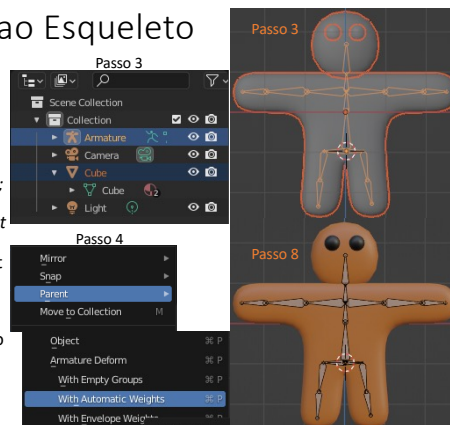 ao Esqueleto
Passo 3
Scene Collection
Collection
Armature
Camera
Cube
Cube
2
Light
Passo 4
Mirror
Snap
Parent
Move to Collection M
Object ⌘ P
Armature Deform ⌘ P
With Empty Groups ⌘ P
With Automatic Weights ⌘ P
With Envelope Weights ⌘ P
Passo 3
Passo 8